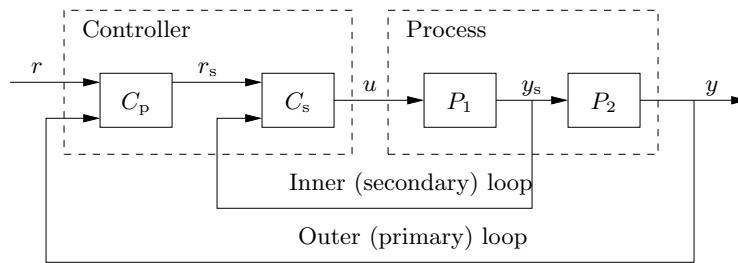 Controller
Process
r
r_s
u
y_s
y
C_p
C_s
P_1
P_2
Inner (secondary) loop
Outer (primary) loop